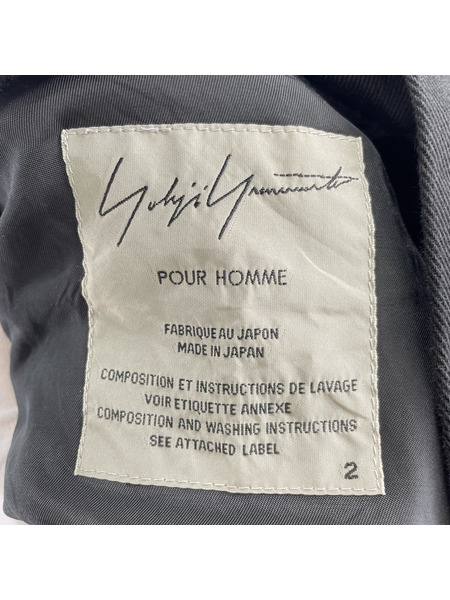 Yohji Yamamoto
POUR HOMME
FABRIQUE AU JAPON
MADE IN JAPAN
COMPOSITION ET INSTRUCTIONS DE LAVAGE
VOIR ETIQUETTE ANNEXE
COMPOSITION AND WASHING INSTRUCTIONS
SEE ATTACHED LABEL
2